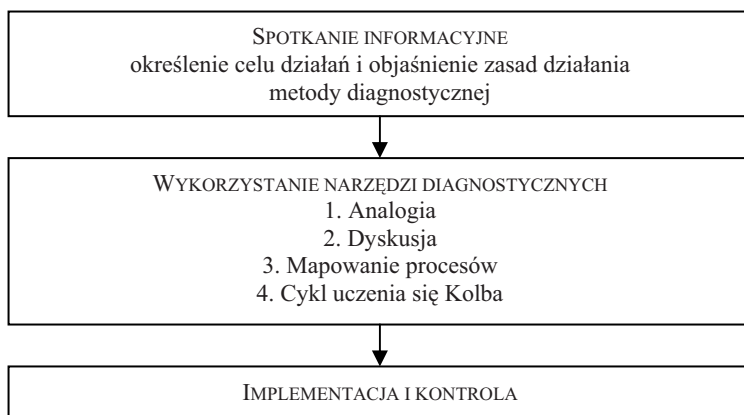 SPOTKANIE INFORMACYJNE
określenie celu działań i objaśnienie zasad działania
metody diagnostycznej
WYKORZYSTANIE NARZĘDZI DIAGNOSTYCZNYCH
1. Analogia
2. Dyskusja
3. Mapowanie procesów
4. Cykl uczenia się Kolba
IMPLEMENTACJA I KONTROLA